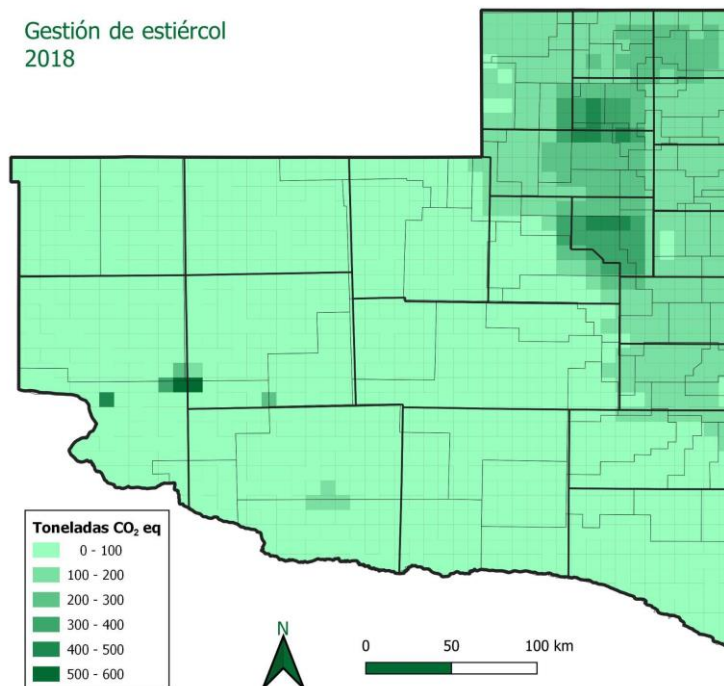 Gestión de estiércol
2018
Toneladas CO₂ eq
0 - 100
100 - 200
200 - 300
300 - 400
400 - 500
500 - 600
N
0 50 100 km